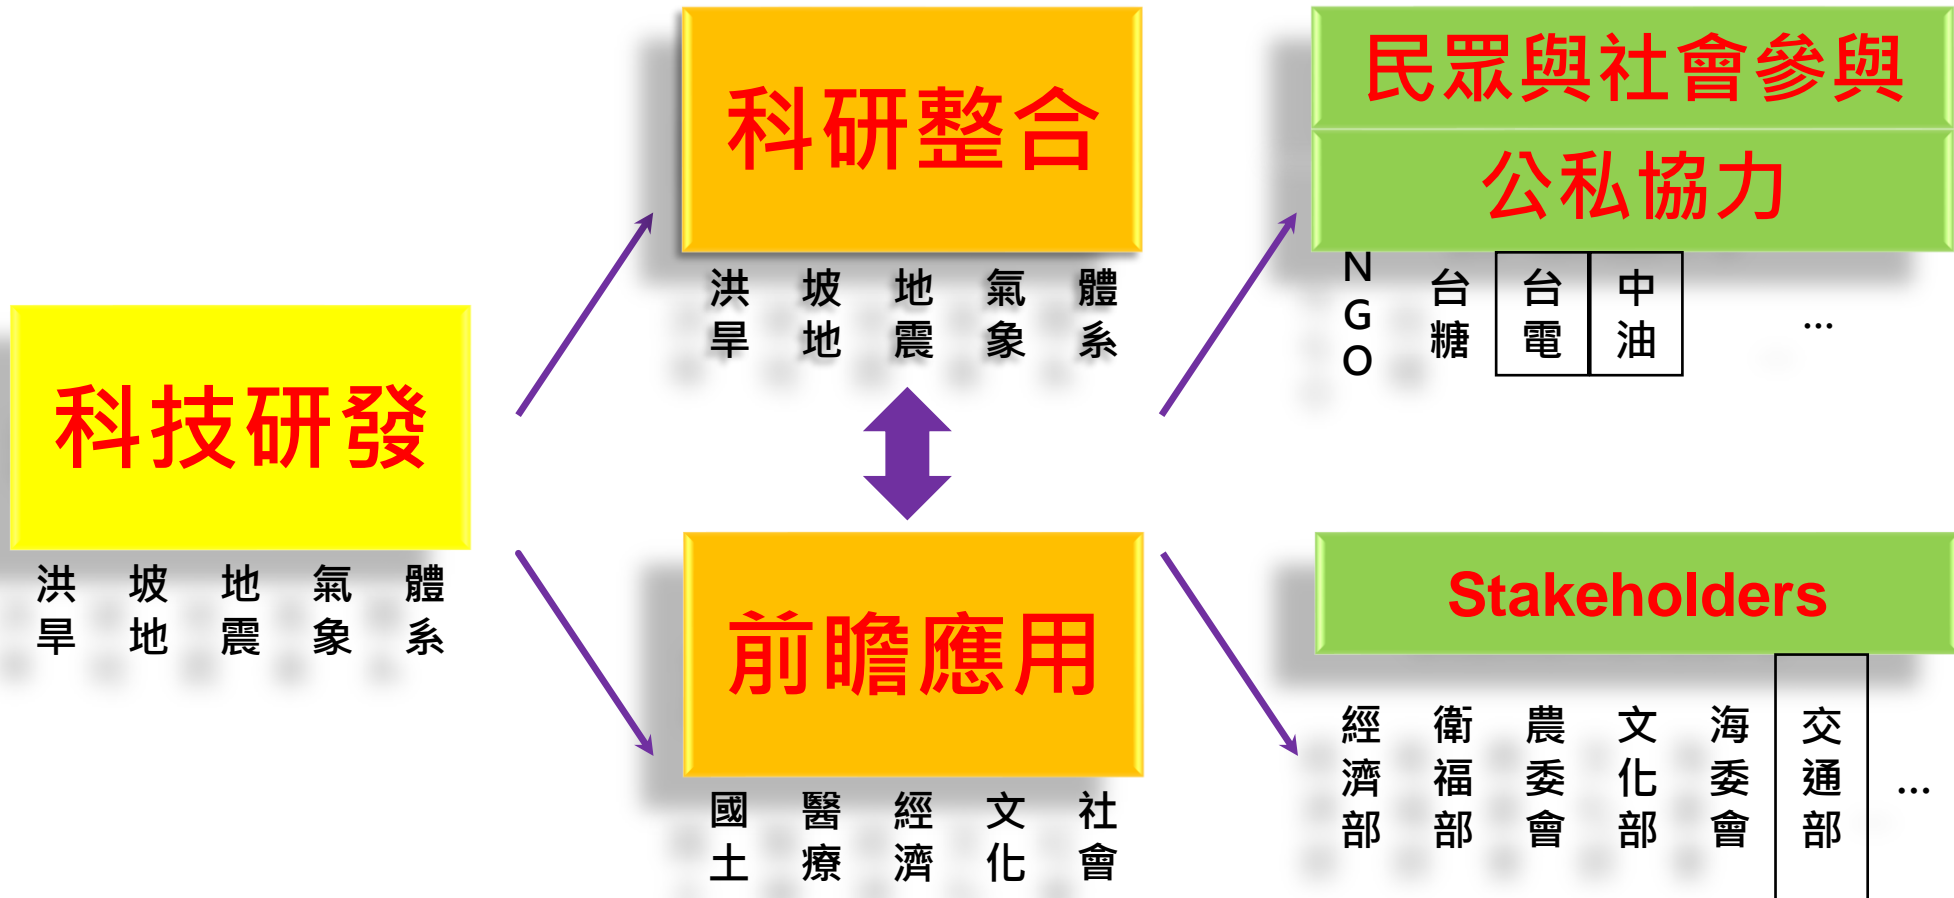 科研整合
洪旱
坡地
地震
氣象
體系
民眾與社會參與
公私協力
NGO
台糖
台電
中油
...
科技研發
洪旱
坡地
地震
氣象
體系
前瞻應用
國土
醫療
經濟
文化
社會
Stakeholders
經濟部
衛福部
農委會
文化部
海委會
交通部
...